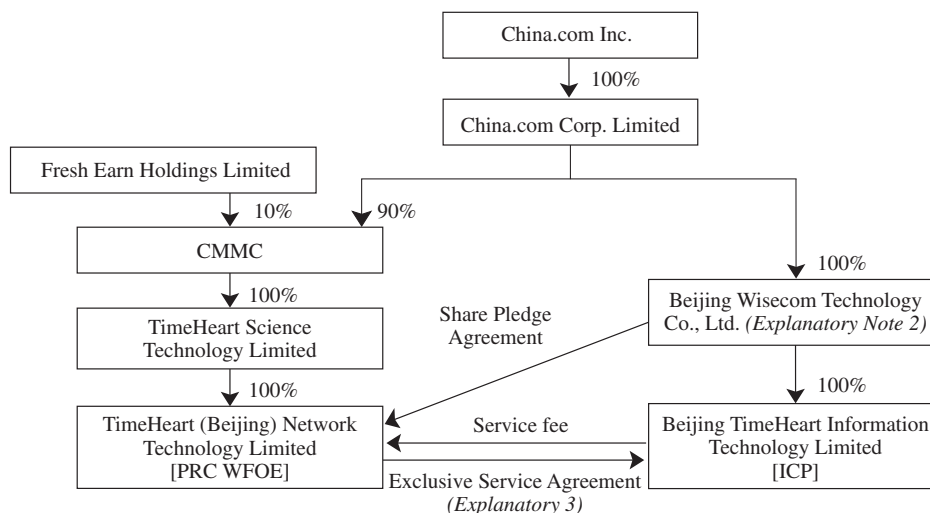 China.com Inc.
100%
China.com Corp. Limited
Fresh Earn Holdings Limited
10%
90%
CMMC
100%
100%
TimeHeart Science
Technology Limited
Share Pledge
Agreement
Beijing Wisecom Technology
Co., Ltd. (Explanatory Note 2)
100%
100%
TimeHeart (Beijing) Network
Technology Limited
[PRC WFOE]
Service fee
Exclusive Service Agreement
(Explanatory 3)
Beijing TimeHeart Information
Technology Limited
[ICP]